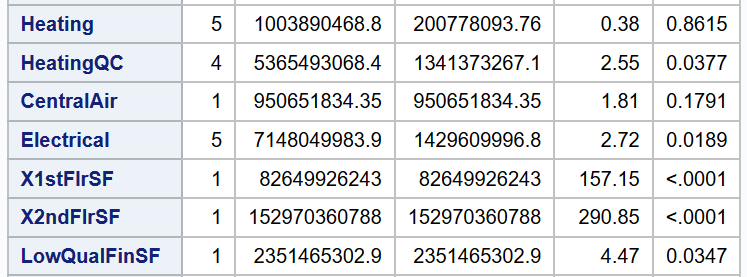 Heating 5 1003890468.8 200778093.76 0.38 0.8615
HeatingQC 4 5365493068.4 1341373267.1 2.55 0.0377
CentralAir 1 950651834.35 950651834.35 1.81 0.1791
Electrical 5 7148049983.9 1429609996.8 2.72 0.0189
X1stFlrSF 1 82649926243 82649926243 157.15 <.0001
X2ndFlrSF 1 152970360788 152970360788 290.85 <.0001
LowQualFinSF 1 2351465302.9 2351465302.9 4.47 0.0347